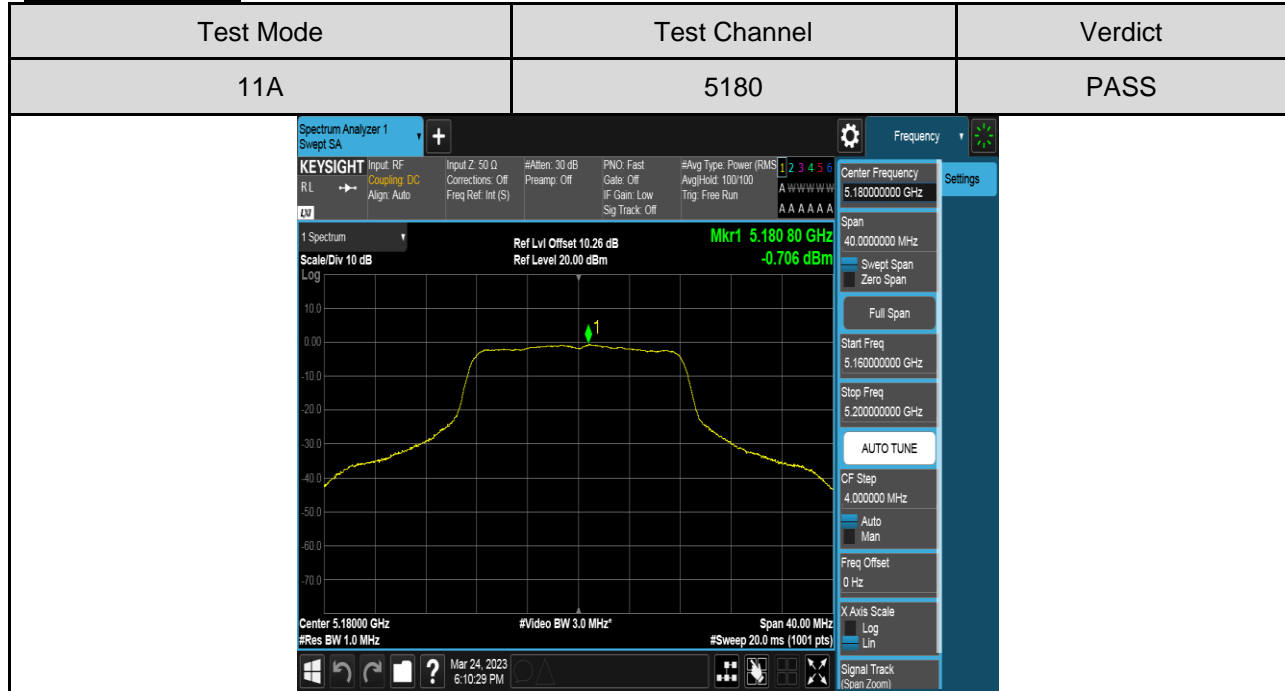 Test Mode Test Channel Verdict
11A 5180 PASS
Spectrum Analyzer 1
Swept SA
+
Frequency
KEYSIGHT
RL
LXI
Input: RF
Coupling: DC
Align: Auto
Input Z: 50 Ω
Corrections: Off
Freq Ref: Int (S)
#Atten: 30 dB
Preamp: Off
PNO: Fast
Gate: Off
IF Gain: Low
Sig Track: Off
#Avg Type: Power (RMS
Avg|Hold: 100/100
Trig: Free Run
1 2 3 4 5 6
A W W W W W
A A A A A A
1 Spectrum
Scale/Div 10 dB
Ref Lvl Offset 10.26 dB
Ref Level 20.00 dBm
Mkr1 5.180 80 GHz
-0.706 dBm
Log
10.0
0.00
-10.0
-20.0
-30.0
-40.0
-50.0
-60.0
-70.0
1
Center 5.18000 GHz
#Res BW 1.0 MHz
#Video BW 3.0 MHz*
Span 40.00 MHz
#Sweep 20.0 ms (1001 pts)
?
Mar 24, 2023
6:10:29 PM
Center Frequency
5.180000000 GHz
Settings
Span
40.0000000 MHz
Swept Span
Zero Span
Full Span
Start Freq
5.160000000 GHz
Stop Freq
5.200000000 GHz
AUTO TUNE
CF Step
4.000000 MHz
Auto
Man
Freq Offset
0 Hz
X Axis Scale
Log
Lin
Signal Track
(Span Zoom)